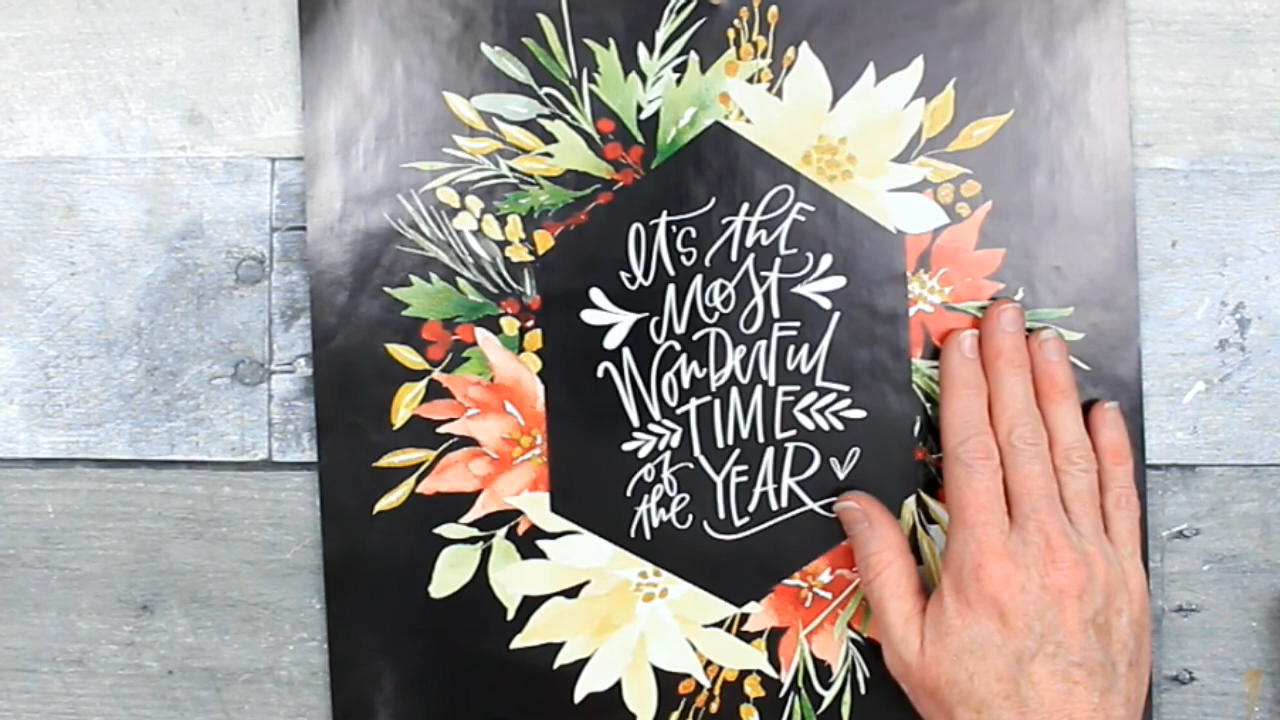 It's the
Most
WonDerFul
TIME
of
the YEAR